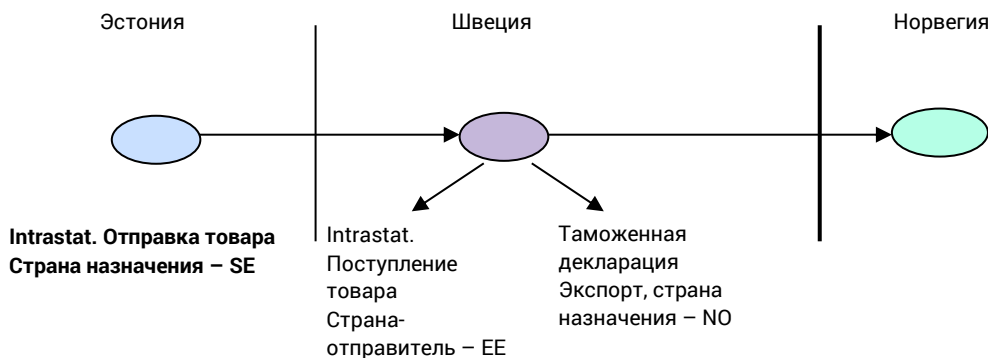 Эстония
Швеция
Норвегия
Intrastat. Отправка товара
Страна назначения – SE
Intrastat.
Поступление
товара
Страна-
отправитель – EE
Таможенная
декларация
Экспорт, страна
назначения – NO